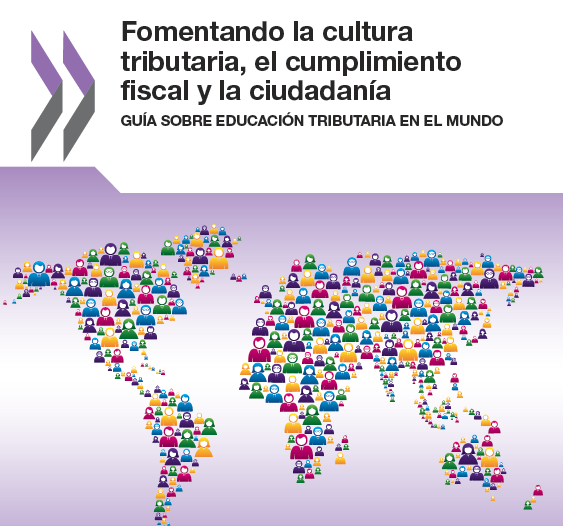 Fomentando la cultura
tributaria, el cumplimiento
fiscal y la ciudadanía
GUÍA SOBRE EDUCACIÓN TRIBUTARIA EN EL MUNDO